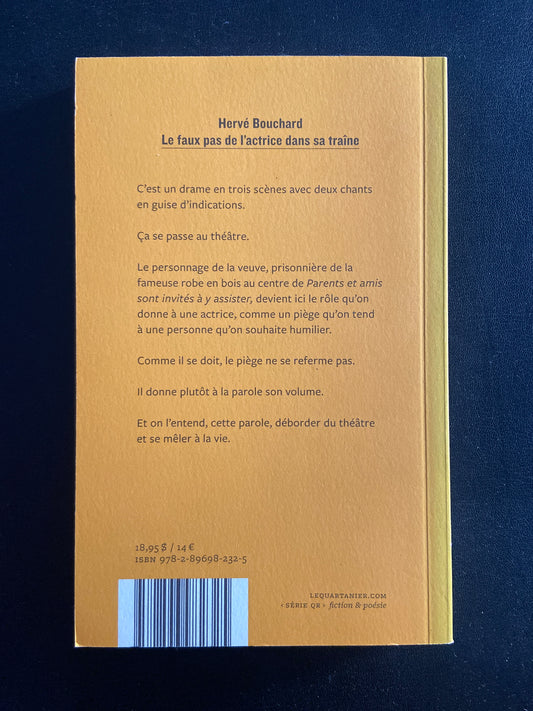 Hervé Bouchard
Le faux pas de l'actrice dans sa traîne
C'est un drame en trois scènes avec deux chants
en guise d'indications.
Ça se passe au théâtre.
Le personnage de la veuve, prisonnière de la
fameuse robe en bois au centre de Parents et amis
sont invités à y assister, devient ici le rôle qu'on
donne à une actrice, comme un piège qu'on tend
à une personne qu'on souhaite humilier.
Comme il se doit, le piège ne se referme pas.
Il donne plutôt à la parole son volume.
Et on l'entend, cette parole, déborder du théâtre
et se mêler à la vie.
18,95 $ / 14 €
ISBN 978-2-89698-232-5
LEQUARTANIER.COM
‹ SÉRIE QR › fiction & poésie